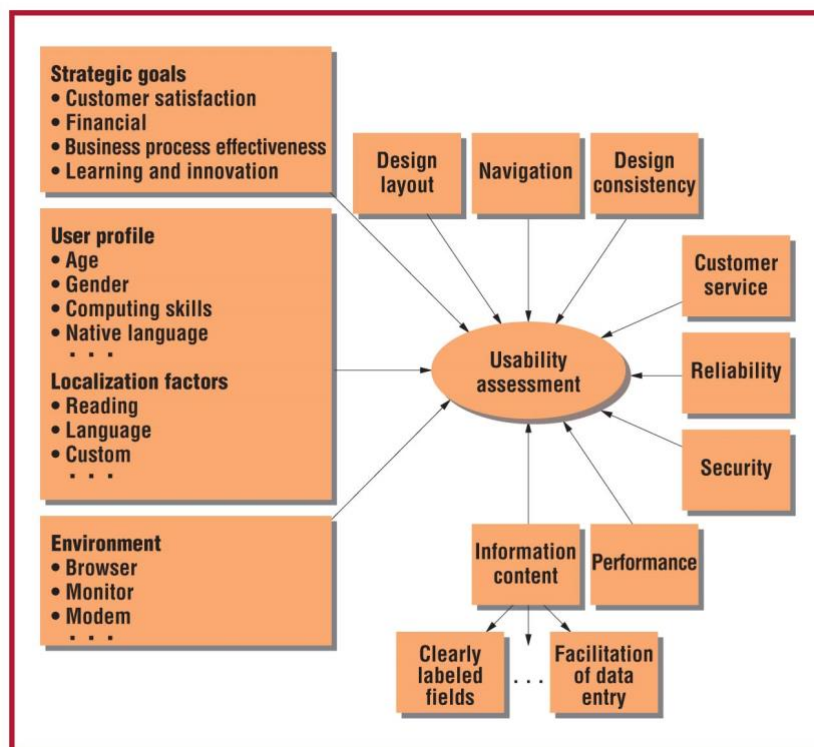 Strategic goals
• Customer satisfaction
• Financial
• Business process effectiveness
• Learning and innovation
User profile
• Age
• Gender
• Computing skills
• Native language
. . .
Localization factors
• Reading
• Language
• Custom
. . .
Environment
• Browser
• Monitor
• Modem
. . .
Design
layout
Navigation
Design
consistency
Customer
service
Reliability
Security
Usability
assessment
Information
content
Performance
Clearly
labeled
fields
. . .
Facilitation
of data
entry